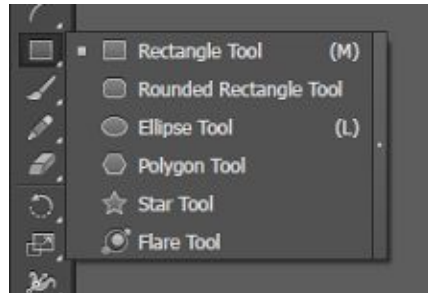 Rectangle Tool (M)
Rounded Rectangle Tool
Ellipse Tool (L)
Polygon Tool
Star Tool
Flare Tool